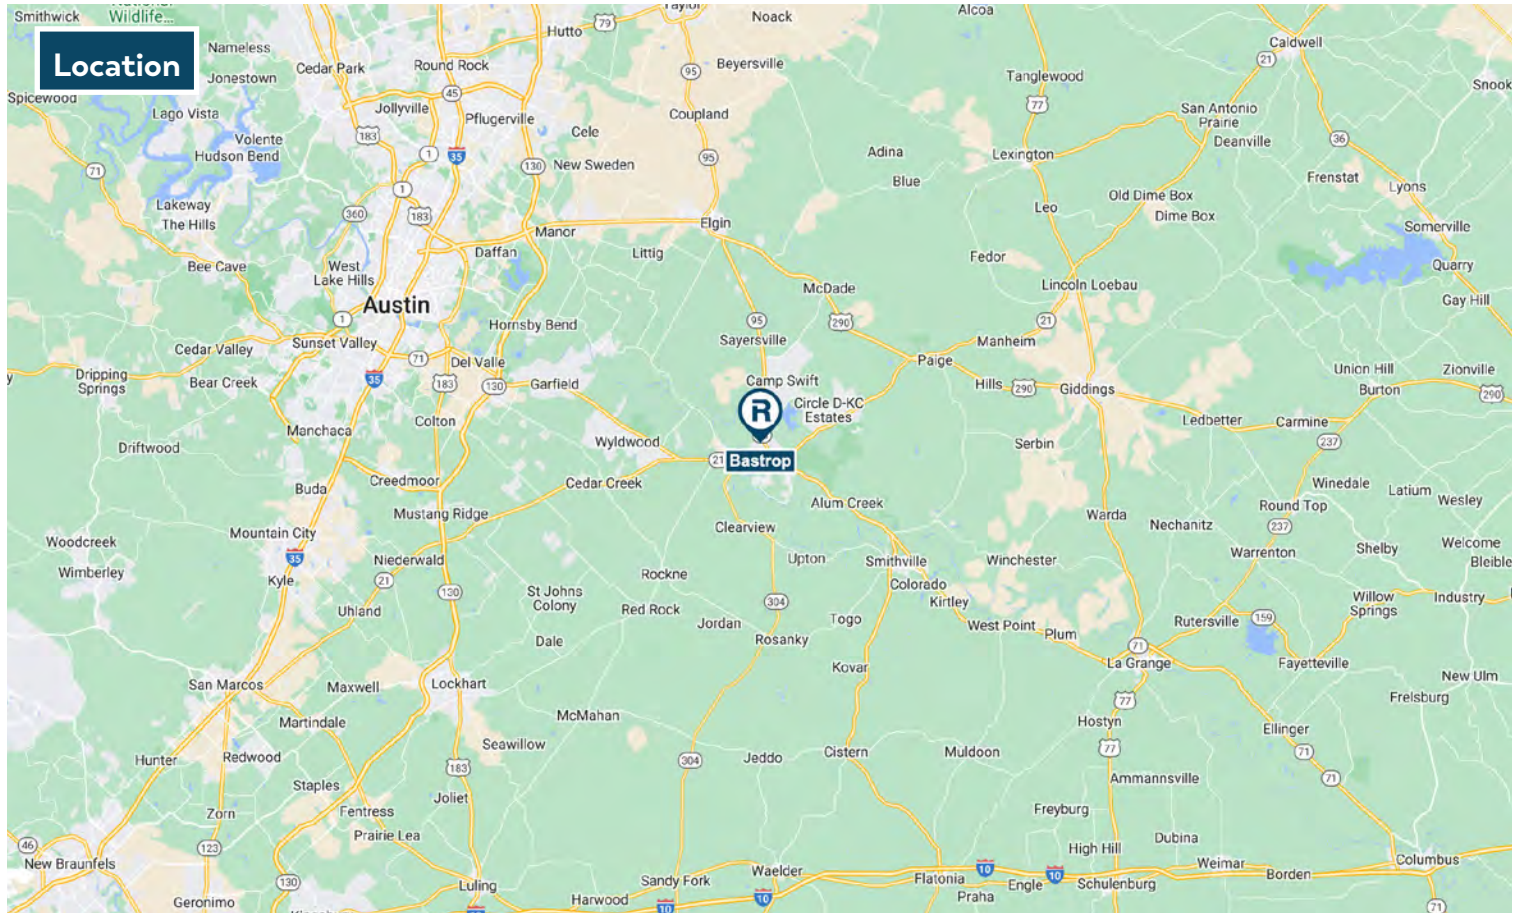 Smithwick
Wildlife...
Taylor
Noack
Alcoa
79
Hutto
Caldwell
Location
Nameless
Cedar Park
Round Rock
95
Beyersville
21
Jonestown
Tanglewood
Snook
Spicewood
45
77
Lago Vista
Jollyville
Pflugerville
Coupland
San Antonio
Prairie
183
Cele
36
Volente
Deanville
Hudson Bend
1
35
130
New Sweden
95
Adina
Lexington
71
Blue
Frenstat
Lyons
1
Old Dime Box
Lakeway
360
183
Leo
Dime Box
The Hills
Manor
Elgin
Somerville
Daffan
Littig
Fedor
Bee Cave
West
Lake Hills
Quarry
McDade
Lincoln Loebau
Austin
Gay Hill
1
Hornsby Bend
95
290
21
Cedar Valley
Sunset Valley
Sayersville
Manheim
71
Del Valle
Paige
Dripping
Springs
Bear Creek
35
183
130
Garfield
Camp Swift
Hills
290
Giddings
Union Hill
Zionville
Burton
290
Circle D-KC
Estates
R
Colton
Ledbetter
Carmine
Manchaca
Driftwood
Wyldwood
Serbin
237
21
Bastrop
Creedmoor
Cedar Creek
Buda
Winedale
Latium
Wesley
Mustang Ridge
Alum Creek
Round Top
Warda
Nechanitz
237
Mountain City
Clearview
Woodcreek
Welcome
35
Niederwald
Upton
Smithville
Winchester
Warrenton
Shelby
Bleible
Wimberley
Kyle
21
Rockne
Colorado
130
St Johns
Colony
304
Kirtley
Willow
Springs
Industry
Uhland
Red Rock
Jordan
Togo
West Point
Plum
Rutersville
159
Dale
Rosanky
71
La Grange
Fayetteville
Kovar
San Marcos
Maxwell
Lockhart
New Ulm
77
Frelsburg
Martindale
McMahan
Hostyn
Ellinger
Seawillow
77
71
Hunter
Redwood
304
Jeddo
Cistern
Muldoon
183
71
Ammannsville
Staples
Joliet
Zorn
Fentress
Freyburg
Prairie Lea
Dubina
46
123
High Hill
New Braunfels
Weimar
Columbus
130
Luling
Sandy Fork
Waelder
Flatonia
10
Engle
10
Schulenburg
Borden
Geronimo
Harwood
10
10
Praha
71